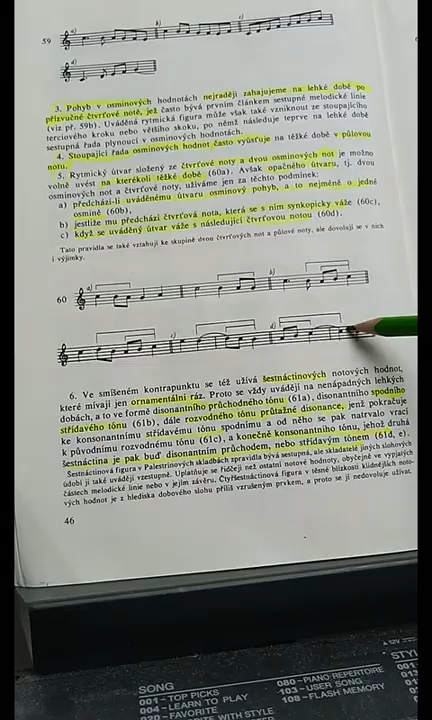 59
a)
b)
c)
3. Pohyb v osminových hodnotách nejraději zahajujeme na lehké době po
přízvučné čtvrťové notě, jež často bývá prvním článkem sestupné melodické linie
(viz př. 59b). Uváděná rytmická figura může však také vzniknout ze stoupajícího
terciového kroku nebo většího skoku, po němž následuje teprve na lehké době
sestupná řada plynoucí v osminových hodnotách.
4. Stoupající řada osminových hodnot často vyúsťuje na těžké době v půlovou
notu.
5. Rytmický útvar složený ze čtvrťové noty a dvou osminových not je možno
volně uvést na kterékoli těžké době (60a). Avšak opačného útvaru, tj. dvou
osminových not a čtvrťové noty, užíváme jen za těchto podmínek:
a) předchází-li uváděnému útvaru osminový pohyb, a to nejméně o jedné
osmině (60b),
b) jestliže mu předchází čtvrťová nota, která se s ním synkopicky váže (60c),
c) když se uváděný útvar váže s následující čtvrťovou notou (60d).
Tato pravidla se také vztahují ke skupině dvou čtvrťových not a půlové noty, ale dovolují se v nich
i výjimky.
60
a)
b)
c)
d)
6. Ve smíšeném kontrapunktu se též užívá šestnáctinových notových hodnot,
které mívají jen ornamentální ráz. Proto se vždy uvádějí na nenápadných lehkých
dobách, a to ve formě disonantního průchodného tónu (61a), disonantního spodního
střídavého tónu (61b), dále rozvodného tónu průtažné disonance, jenž pokračuje
ke konsonantnímu střídavému tónu spodnímu a od něho se pak natrvalo vrací
k původnímu rozvodnému tónu (61c), a konečně konsonantního tónu, jehož druhá
šestnáctina je pak buď disonantním průchodem, nebo střídavým tónem (61d, e).
Šestnáctinová figura v Palestrinových skladbách zpravidla bývá sestupná, ale skladatelé jiných slohových
údobí ji také uvádějí vzestupně. Uplatňuje se řidčeji než ostatní notové hodnoty, obyčejně ve vypjatých
částech melodické linie nebo v jejím závěru. Čtyřšestnáctinová figura v těsné blízkosti klidnějších noto-
vých hodnot je z hlediska dobového slohu příliš vzrušeným prvkem, a proto se jí nedovoluje užívat.
46
SONG
001 – TOP PICKS
004 – LEARN TO PLAY
020 – FAVORITE
WITH STYLE
080 – PIANO REPERTOIRE
103 – USER SONG
108 – FLASH MEMORY
12V
STYL
001